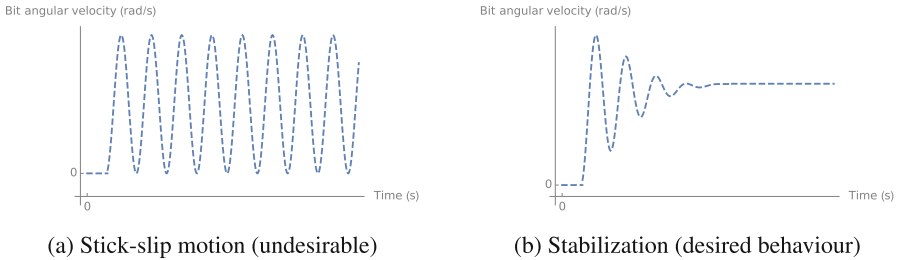 Bit angular velocity (rad/s)
0
0
Time (s)
(a) Stick-slip motion (undesirable)
Bit angular velocity (rad/s)
0
0
Time (s)
(b) Stabilization (desired behaviour)